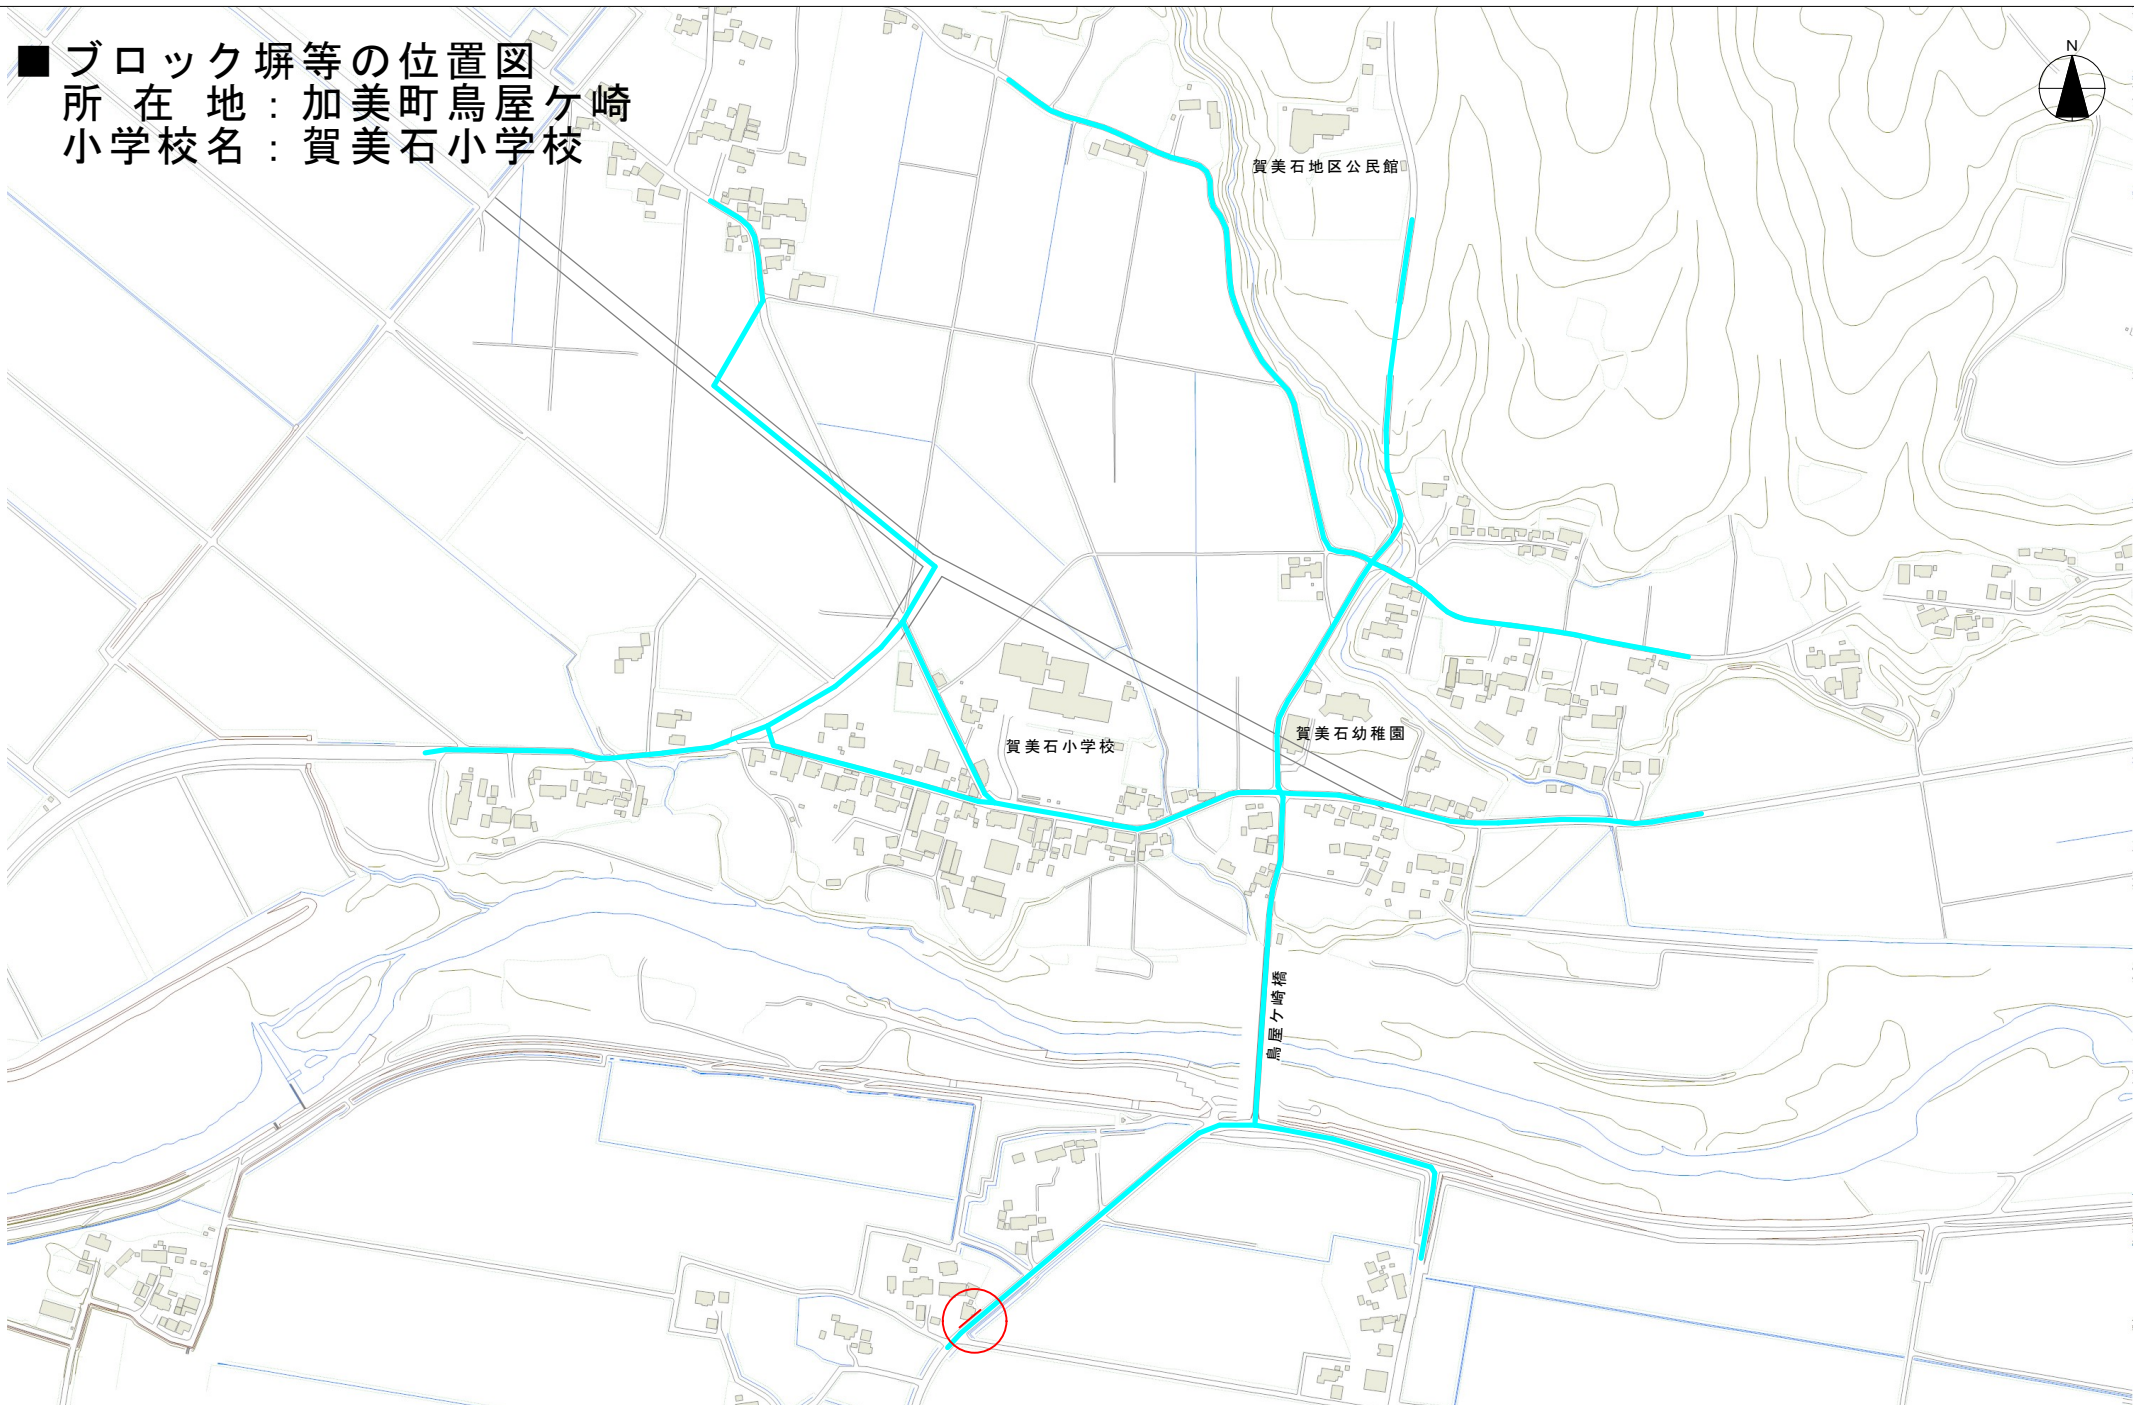 ■ブロック塀等の位置図
所在地：加美町鳥屋ケ崎
小学校名：賀美石小学校
N
賀美石地区公民館
賀美石小学校
賀美石幼稚園
鳥屋ケ崎橋